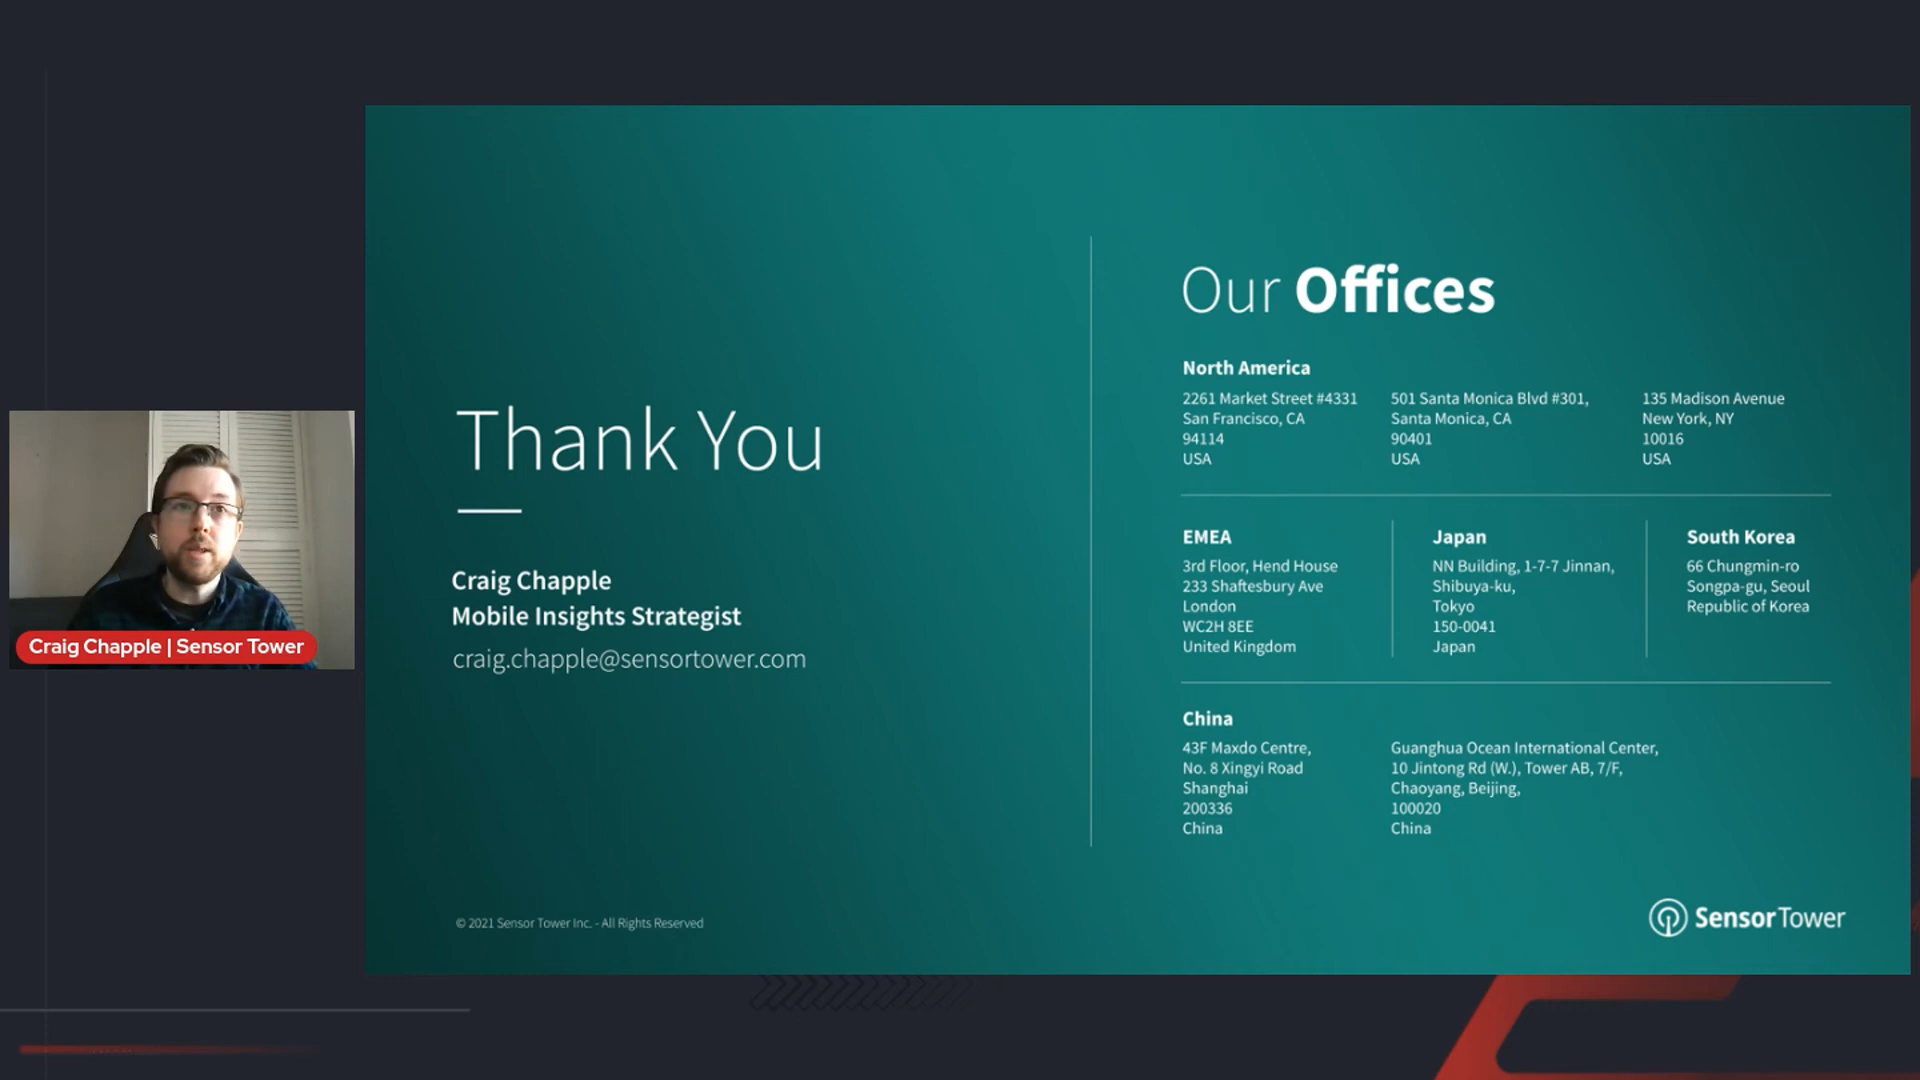 Craig Chapple | Sensor Tower
Thank You
Craig Chapple
Mobile Insights Strategist
craig.chapple@sensortower.com
© 2021 Sensor Tower Inc. - All Rights Reserved
Our Offices
North America
2261 Market Street #4331
San Francisco, CA
94114
USA
501 Santa Monica Blvd #301,
Santa Monica, CA
90401
USA
135 Madison Avenue
New York, NY
10016
USA
EMEA
3rd Floor, Hend House
233 Shaftesbury Ave
London
WC2H 8EE
United Kingdom
Japan
NN Building, 1-7-7 Jinnan,
Shibuya-ku,
Tokyo
150-0041
Japan
South Korea
66 Chungmin-ro
Songpa-gu, Seoul
Republic of Korea
China
43F Maxdo Centre,
No. 8 Xingyi Road
Shanghai
200336
China
Guanghua Ocean International Center,
10 Jintong Rd (W.), Tower AB, 7/F,
Chaoyang, Beijing,
100020
China
SensorTower